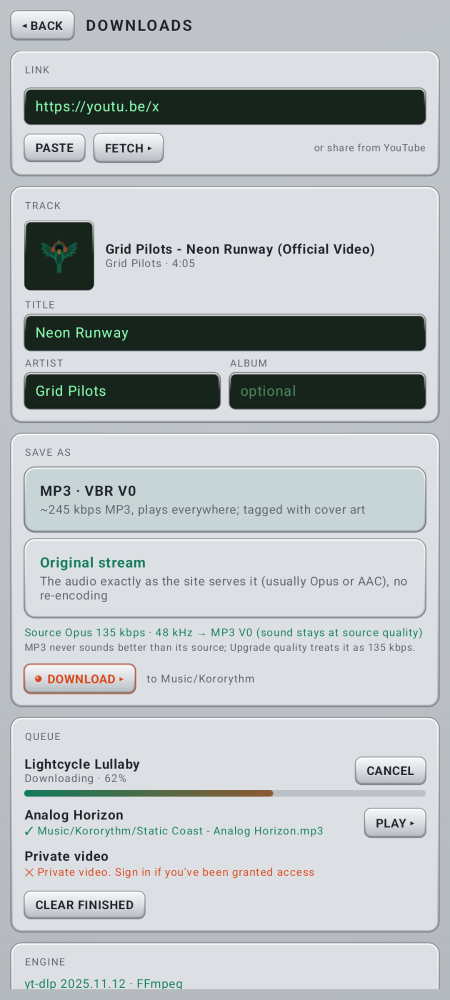 ◂ BACK DOWNLOADS
LINK
https://youtu.be/x
PASTE FETCH ▸ or share from YouTube
TRACK
Grid Pilots - Neon Runway (Official Video)
Grid Pilots · 4:05
TITLE
Neon Runway
ARTIST ALBUM
Grid Pilots optional
SAVE AS
MP3 · VBR V0
~245 kbps MP3, plays everywhere; tagged with cover art
Original stream
The audio exactly as the site serves it (usually Opus or AAC), no
re-encoding
Source Opus 135 kbps · 48 kHz → MP3 V0 (sound stays at source quality)
MP3 never sounds better than its source; Upgrade quality treats it as 135 kbps.
DOWNLOAD ▸ to Music/Kororythm
QUEUE
Lightcycle Lullaby
Downloading · 62%
CANCEL
Analog Horizon
✓ Music/Kororythm/Static Coast - Analog Horizon.mp3
PLAY ▸
Private video
✕ Private video. Sign in if you've been granted access
CLEAR FINISHED
ENGINE
yt-dlp 2025.11.12 · FFmpeg